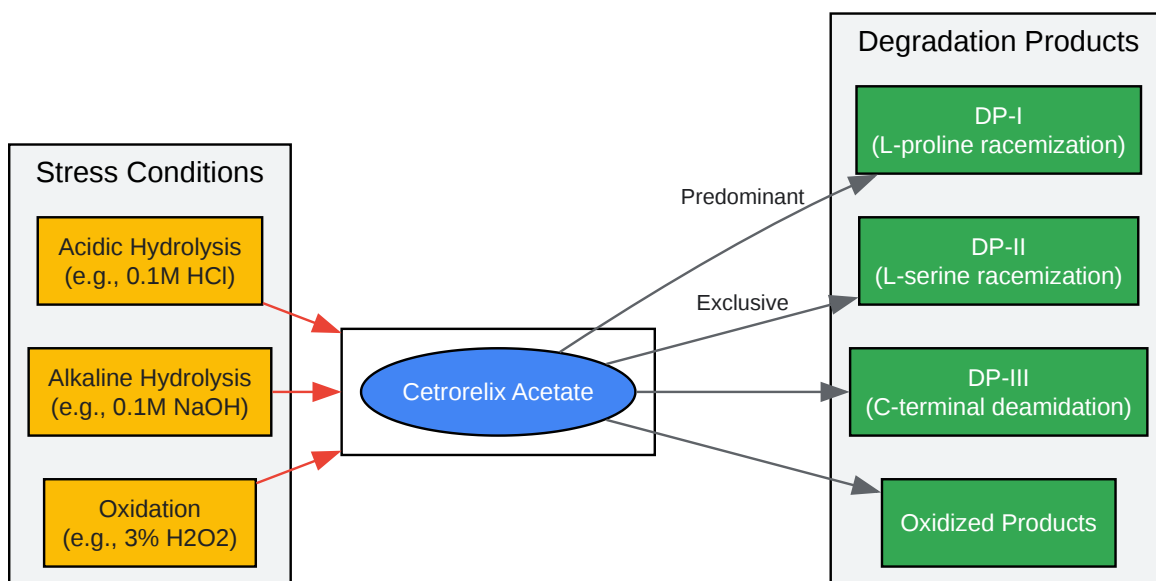 Stress Conditions
Acidic Hydrolysis
(e.g., 0.1M HCl)
Alkaline Hydrolysis
(e.g., 0.1M NaOH)
Oxidation
(e.g., 3% H2O2)
Cetrorelix Acetate
Predominant
Exclusive
Degradation Products
DP-I
(L-proline racemization)
DP-II
(L-serine racemization)
DP-III
(C-terminal deamidation)
Oxidized Products